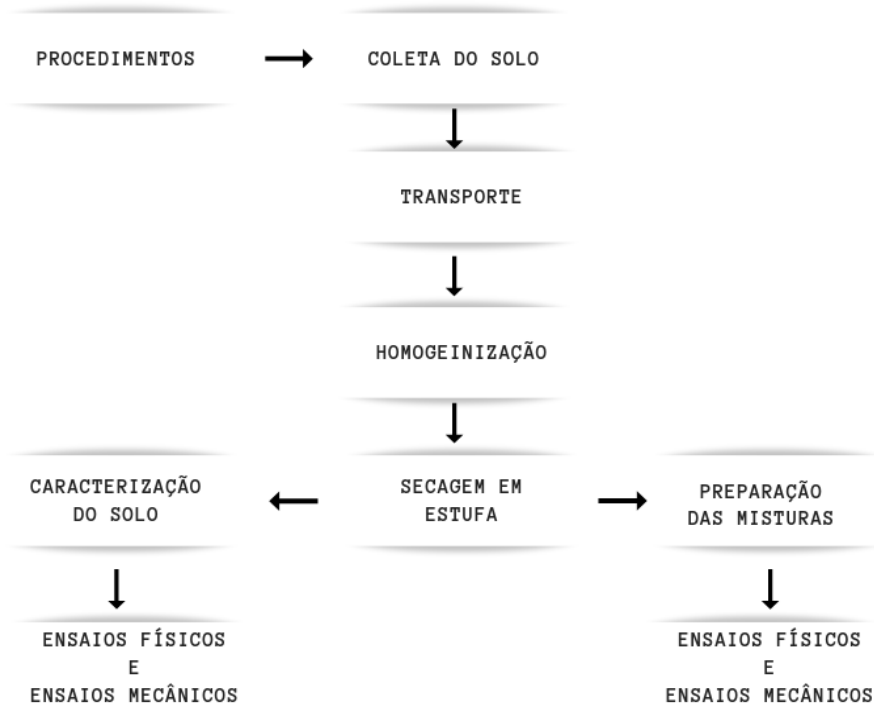 PROCEDIMENTOS
COLETA DO SOLO
TRANSPORTE
HOMOGEINIZAÇÃO
CARACTERIZAÇÃO
DO SOLO
SECAGEM EM
ESTUFA
PREPARAÇÃO
DAS MISTURAS
ENSAIOS FÍSICOS
E
ENSAIOS MECÂNICOS
ENSAIOS FÍSICOS
E
ENSAIOS MECÂNICOS